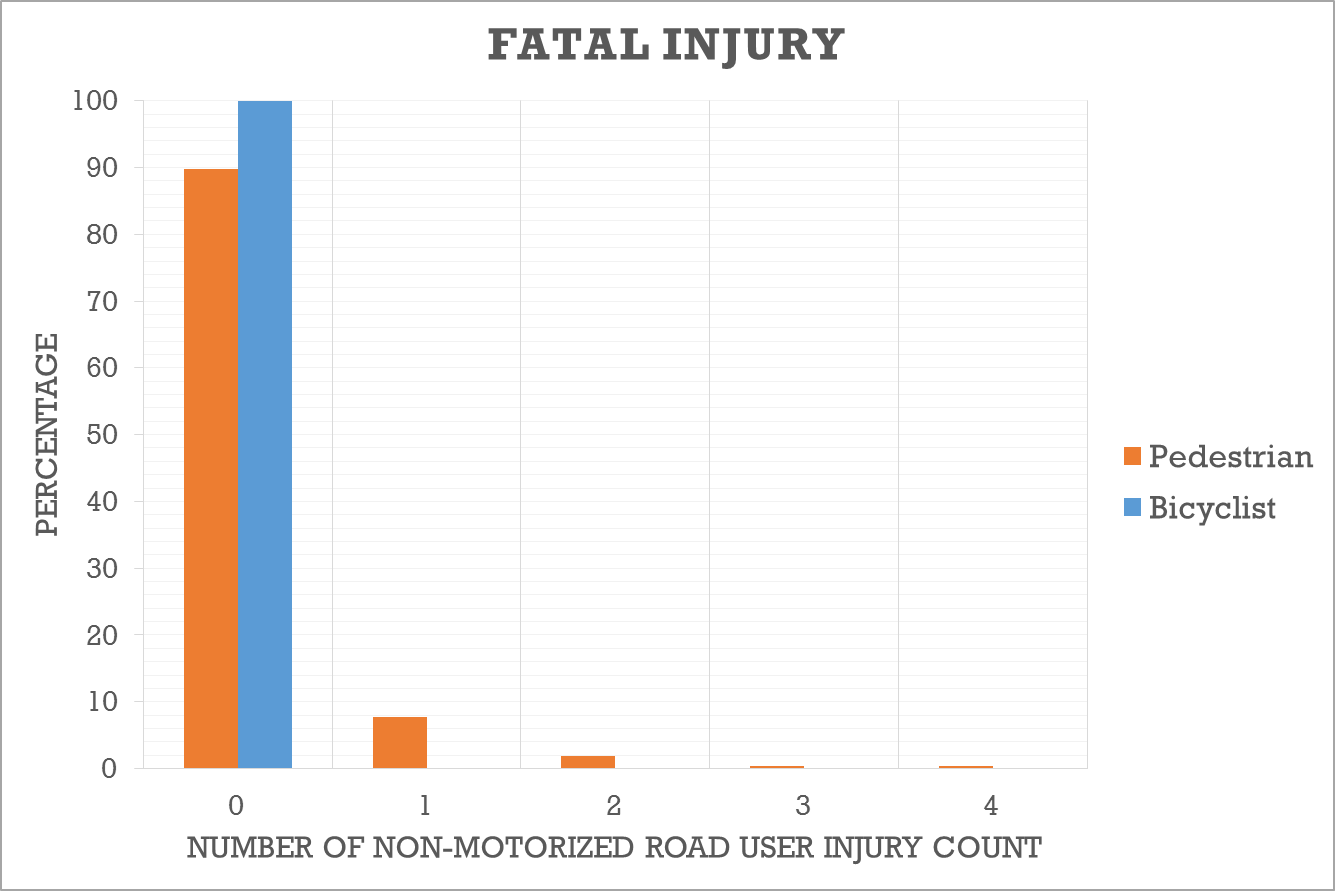 FATAL INJURY
100
90
80
70
60
50
40
30
20
10
0
PERCENTAGE
0 1 2 3 4
NUMBER OF NON-MOTORIZED ROAD USER INJURY COUNT
Pedestrian
Bicyclist